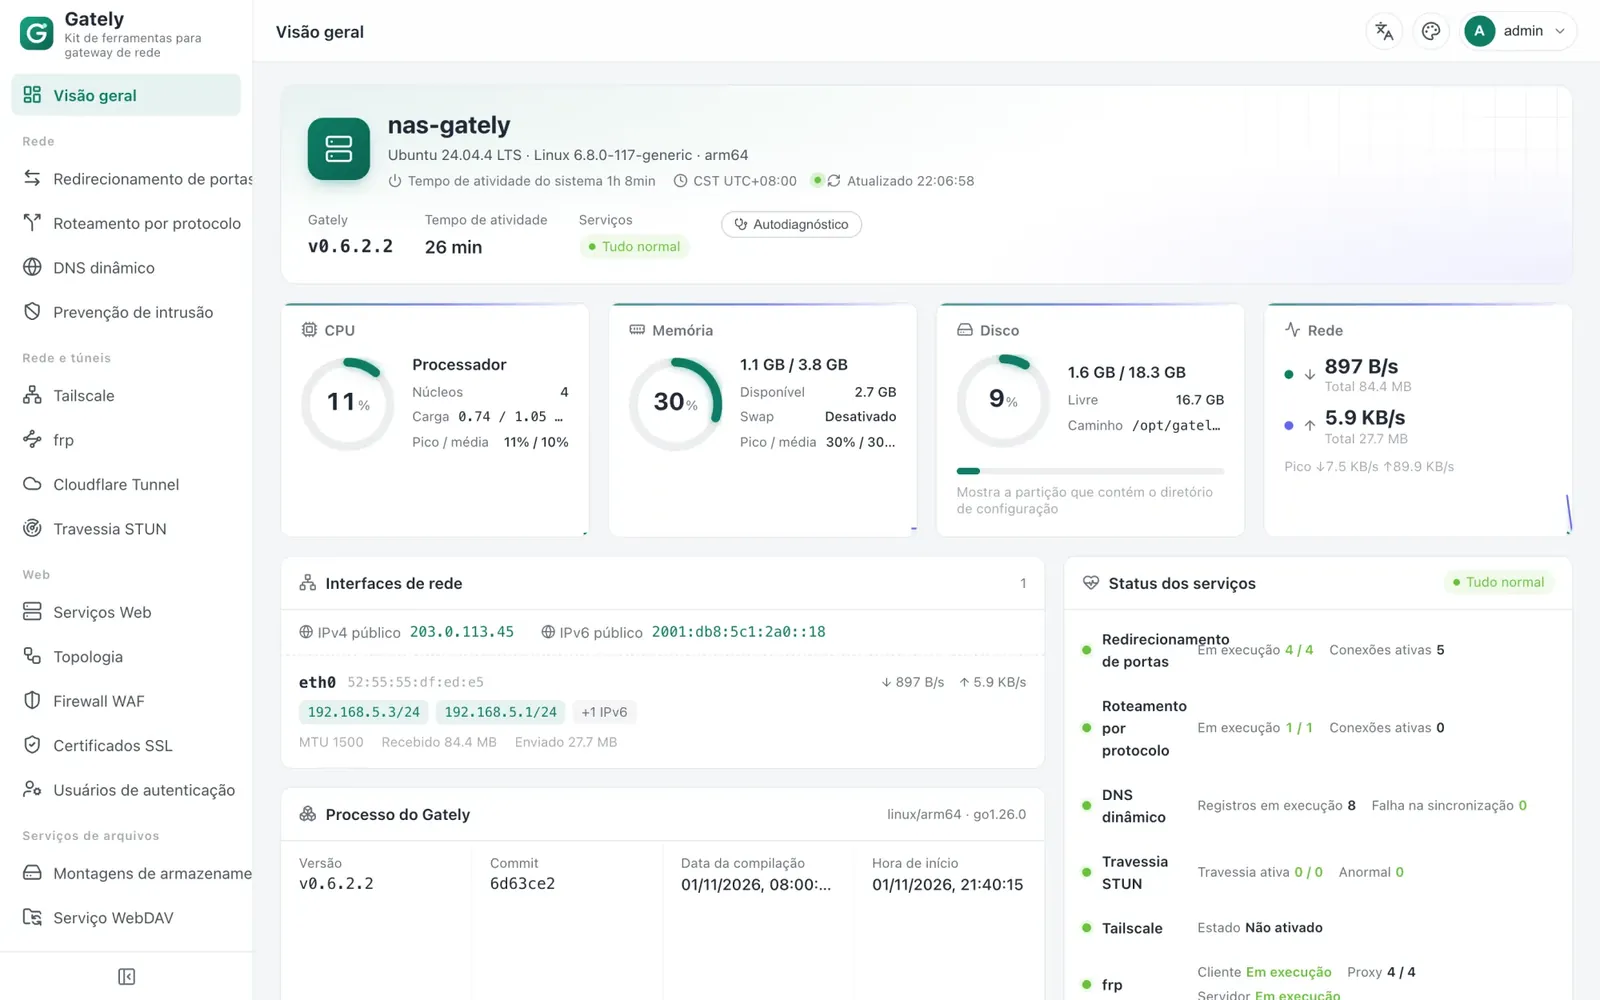 Gately
Kit de ferramentas para
gateway de rede
Visão geral
Rede
Redirecionamento de portas
Roteamento por protocolo
DNS dinâmico
Prevenção de intrusão
Rede e túneis
Tailscale
frp
Cloudflare Tunnel
Travessia STUN
Web
Serviços Web
Topologia
Firewall WAF
Certificados SSL
Usuários de autenticação
Serviços de arquivos
Montagens de armazename
Serviço WebDAV
Visão geral
A admin
nas-gately
Ubuntu 24.04.4 LTS · Linux 6.8.0-117-generic · arm64
Tempo de atividade do sistema 1h 8min CST UTC+08:00 Atualizado 22:06:58
Gately Tempo de atividade Serviços
v0.6.2.2 26 min Tudo normal
Autodiagnóstico
CPU
11%
Processador
Núcleos 4
Carga 0.74 / 1.05 …
Pico / média 11% / 10%
Memória
30%
1.1 GB / 3.8 GB
Disponível 2.7 GB
Swap Desativado
Pico / média 30% / 30...
Disco
9%
1.6 GB / 18.3 GB
Livre 16.7 GB
Caminho /opt/gatel…
Mostra a partição que contém o diretório
de configuração
Rede
↓ 897 B/s
Total 84.4 MB
↑ 5.9 KB/s
Total 27.7 MB
Pico ↓7.5 KB/s ↑89.9 KB/s
Interfaces de rede 1
IPv4 público 203.0.113.45 IPv6 público 2001:db8:5c1:2a0::18
eth0 52:55:55:df:ed:e5 ↓ 897 B/s ↑ 5.9 KB/s
192.168.5.3/24 192.168.5.1/24 +1 IPv6
MTU 1500 Recebido 84.4 MB Enviado 27.7 MB
Processo do Gately linux/arm64 · go1.26.0
Versão Commit Data da compilação Hora de início
v0.6.2.2 6d63ce2 01/11/2026, 08:00:... 01/11/2026, 21:40:15
Status dos serviços Tudo normal
Redirecionamento
de portas
Em execução 4 / 4 Conexões ativas 5
Roteamento
por
protocolo
Em execução 1 / 1 Conexões ativas 0
DNS
dinâmico
Registros em execução 8 Falha na sincronização 0
Travessia
STUN
Travessia ativa 0 / 0 Anormal 0
Tailscale
Estado Não ativado
frp
Cliente Em execução Proxy 4 / 4
Servidor Em execução